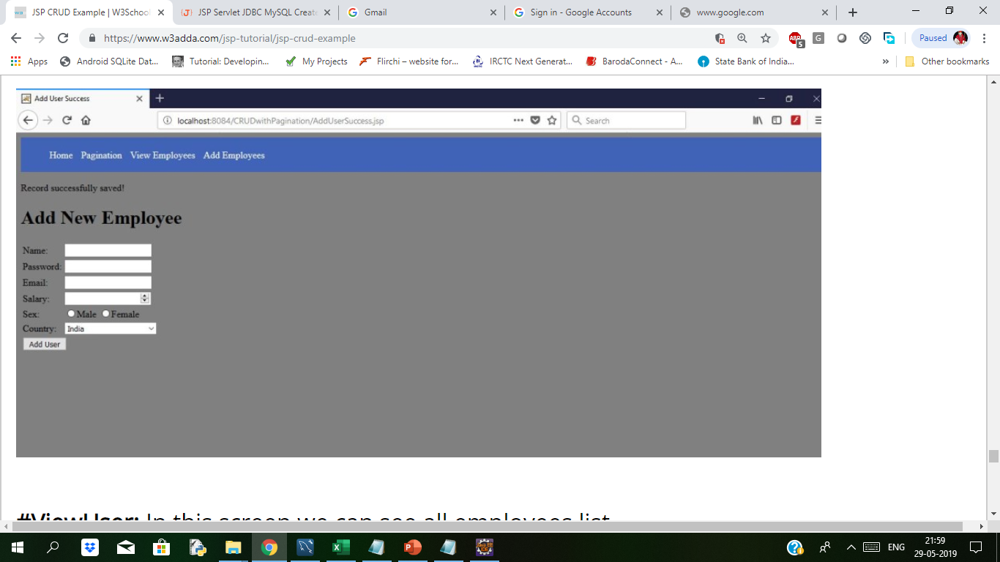 JSP CRUD Example | W3School
JSP Servlet JDBC MySQL Create
Gmail
Sign in - Google Accounts
www.google.com
https://www.w3adda.com/jsp-tutorial/jsp-crud-example
ABP
5
G
Paused
Apps
Android SQLite Dat...
Tutorial: Developin...
My Projects
Flirchi – website for...
IRCTC Next Generat...
BarodaConnect - A...
State Bank of India...
»
Other bookmarks
Add User Success
localhost:8084/CRUDwithPagination/AddUserSuccess.jsp
Search
Home Pagination View Employees Add Employees
Record successfully saved!
Add New Employee
Name:
Password:
Email:
Salary:
Sex: Male Female
Country: India
Add User
#ViewUser: In this screen we can see all employees list
ENG
21:59
29-05-2019